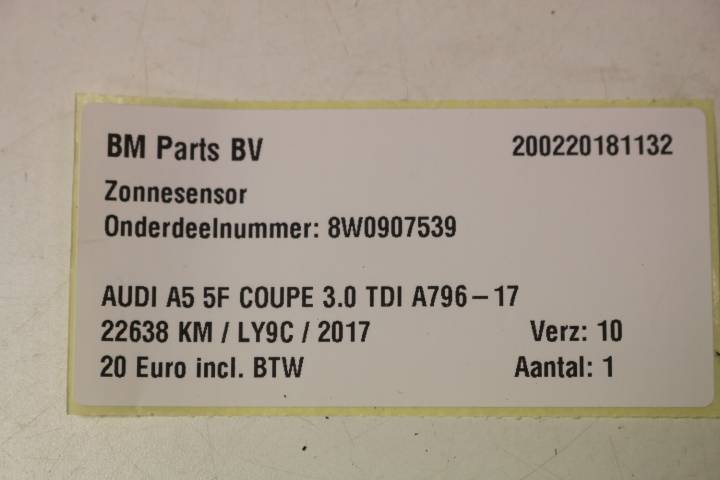 BM Parts BV 200220181132
Zonnesensor
Onderdeelnummer: 8W0907539
AUDI A5 5F COUPE 3.0 TDI A796-17
22638 KM / LY9C / 2017 Verz: 10
20 Euro incl. BTW Aantal: 1